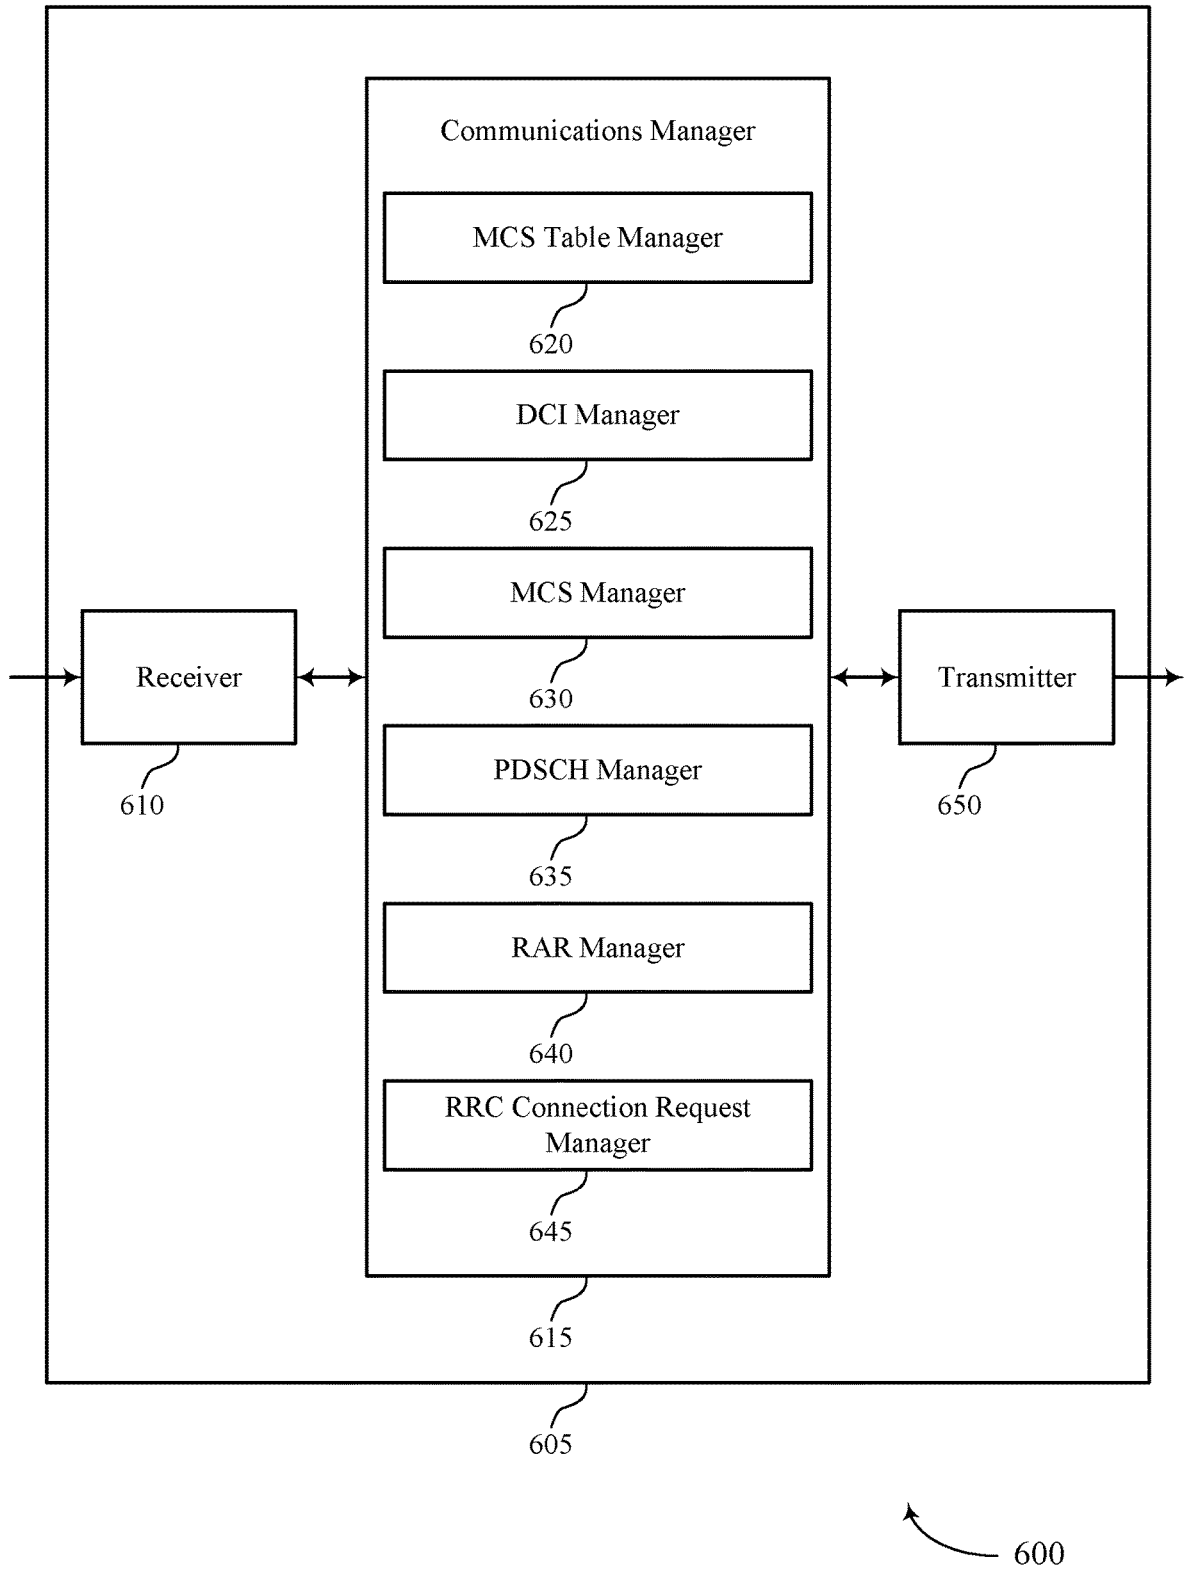 Communications Manager
MCS Table Manager
620
DCI Manager
625
MCS Manager
630
Receiver
610
Transmitter
650
PDSCH Manager
635
RAR Manager
640
RRC Connection Request
Manager
645
615
605
600